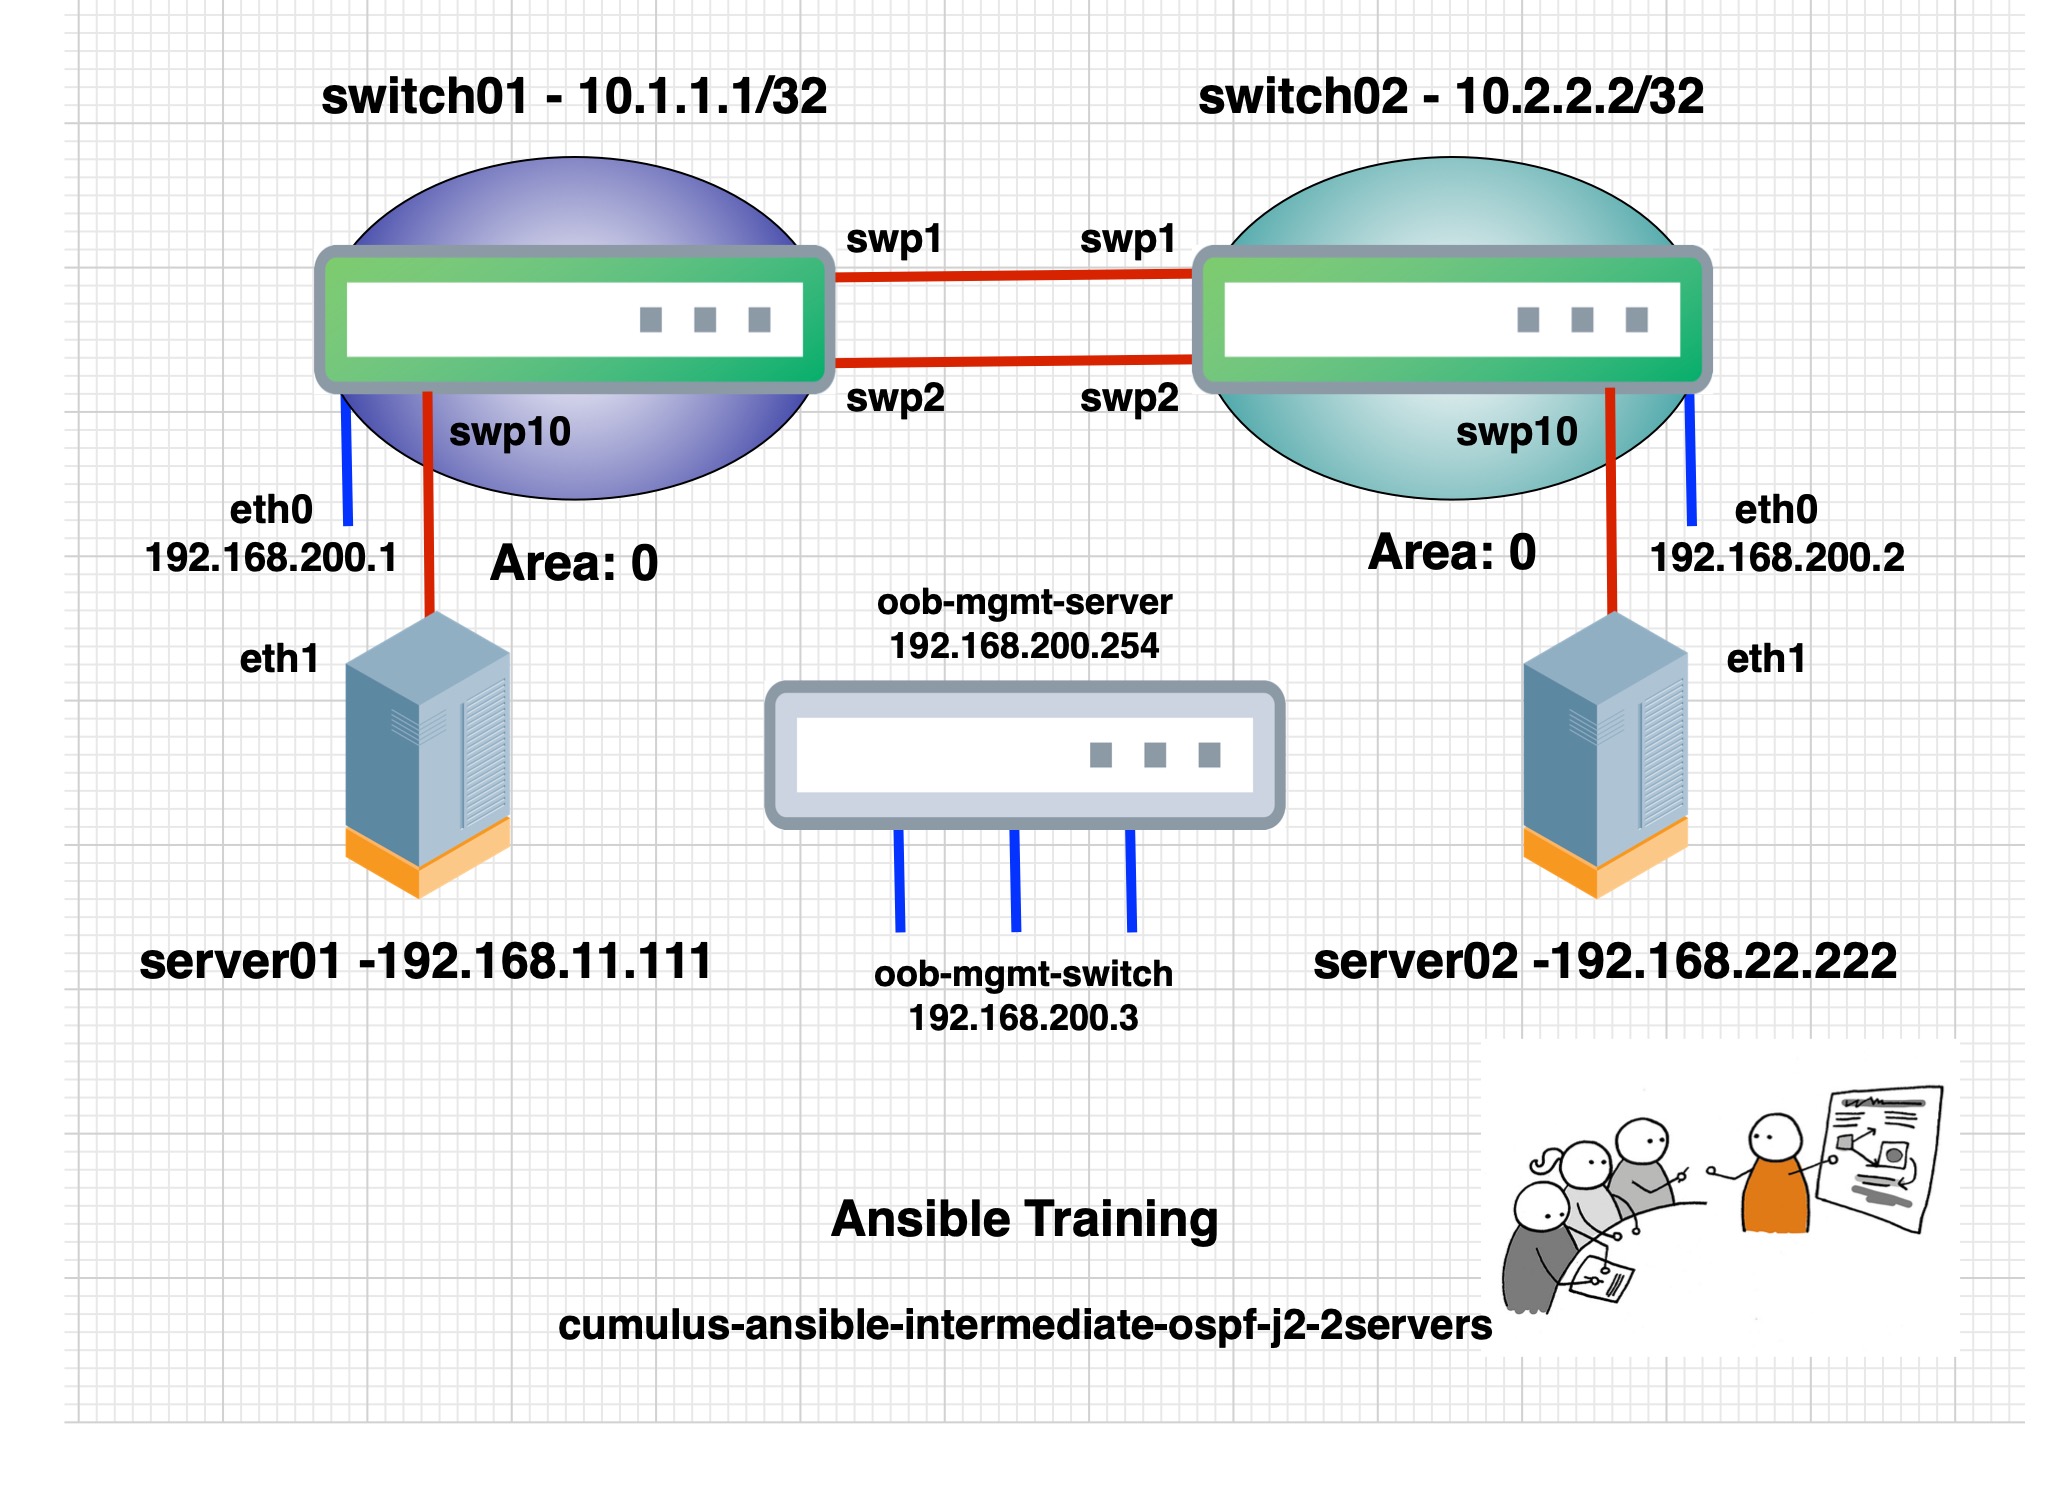 switch01 - 10.1.1.1/32
switch02 - 10.2.2.2/32
swp1
swp1
swp2
swp2
swp10
swp10
eth0
192.168.200.1
Area: 0
Area: 0
eth0
192.168.200.2
oob-mgmt-server
192.168.200.254
eth1
eth1
server01 -192.168.11.111
oob-mgmt-switch
192.168.200.3
server02 -192.168.22.222
Ansible Training
cumulus-ansible-intermediate-ospf-j2-2servers